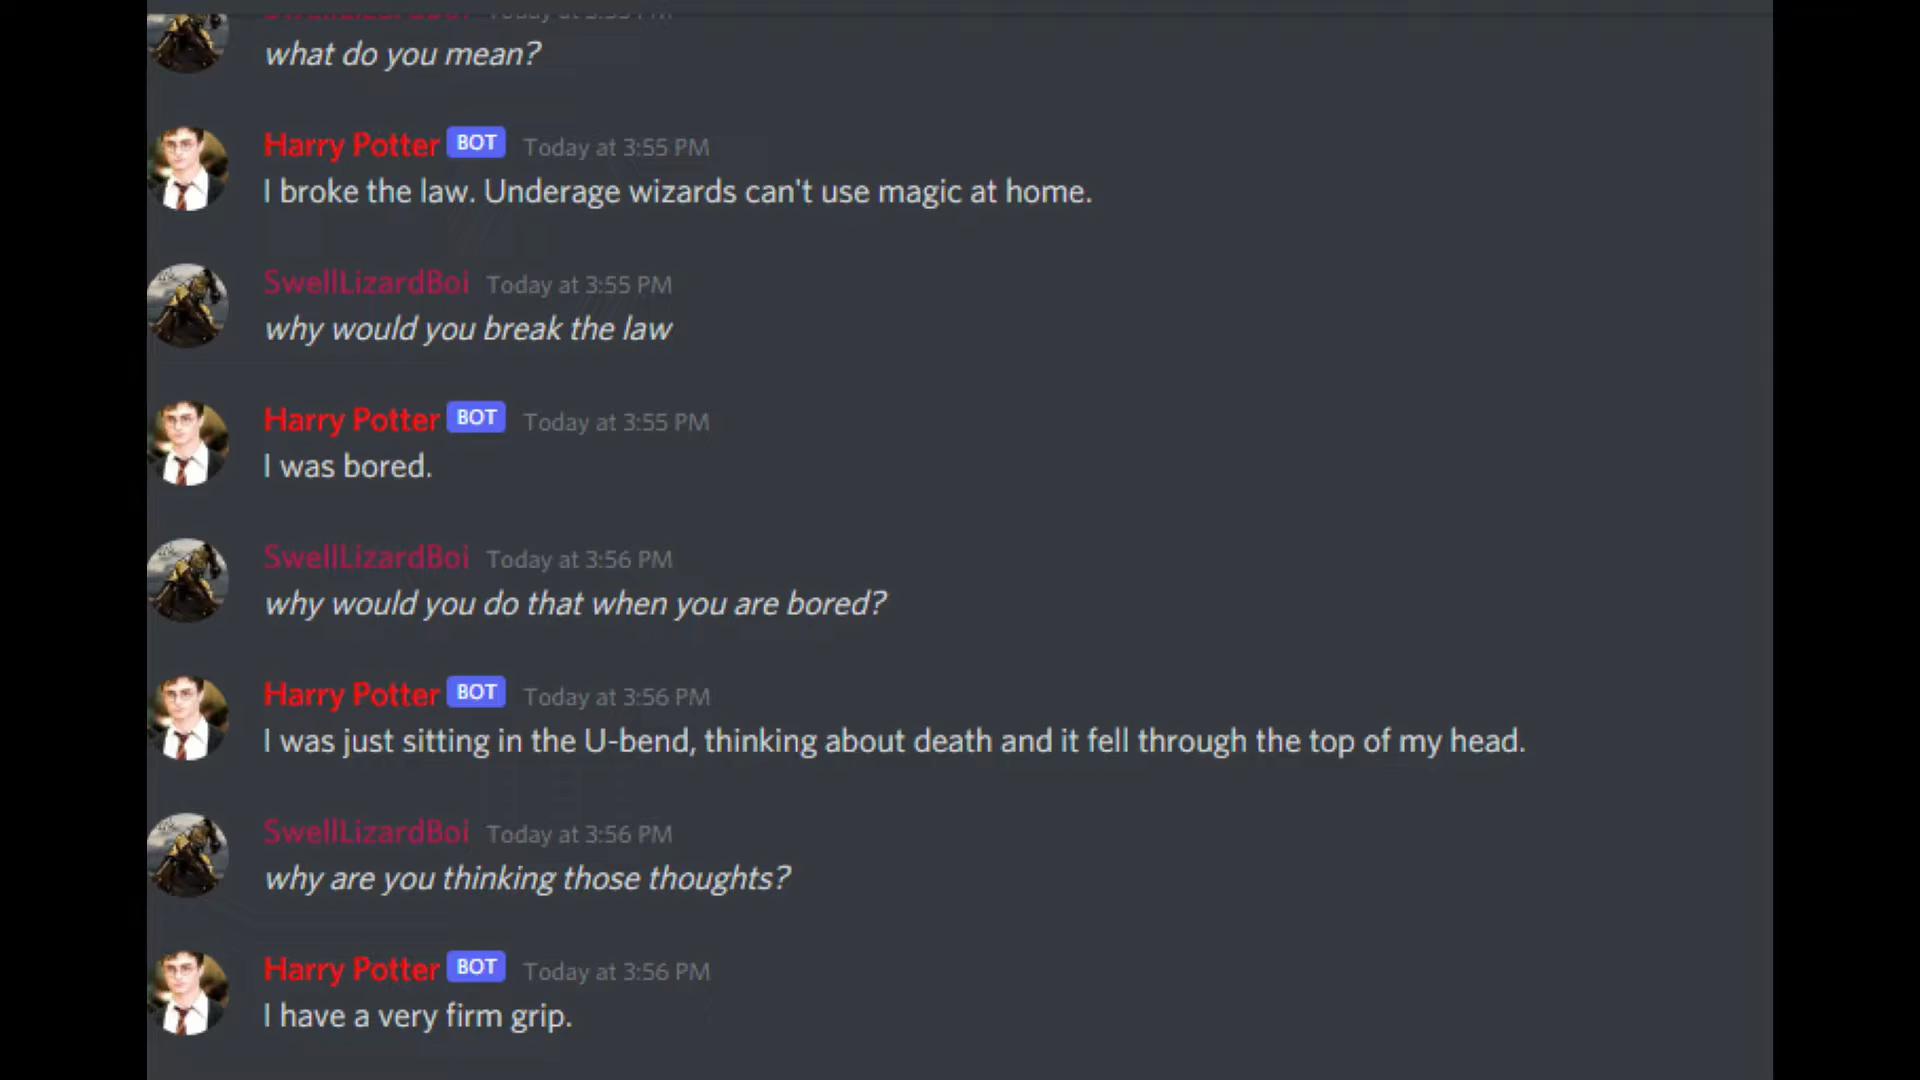 what do you mean?
Harry Potter BOT Today at 3:55 PM
I broke the law. Underage wizards can't use magic at home.
SwellLizardBoi Today at 3:55 PM
why would you break the law
Harry Potter BOT Today at 3:55 PM
I was bored.
SwellLizardBoi Today at 3:56 PM
why would you do that when you are bored?
Harry Potter BOT Today at 3:56 PM
I was just sitting in the U-bend, thinking about death and it fell through the top of my head.
SwellLizardBoi Today at 3:56 PM
why are you thinking those thoughts?
Harry Potter BOT Today at 3:56 PM
I have a very firm grip.